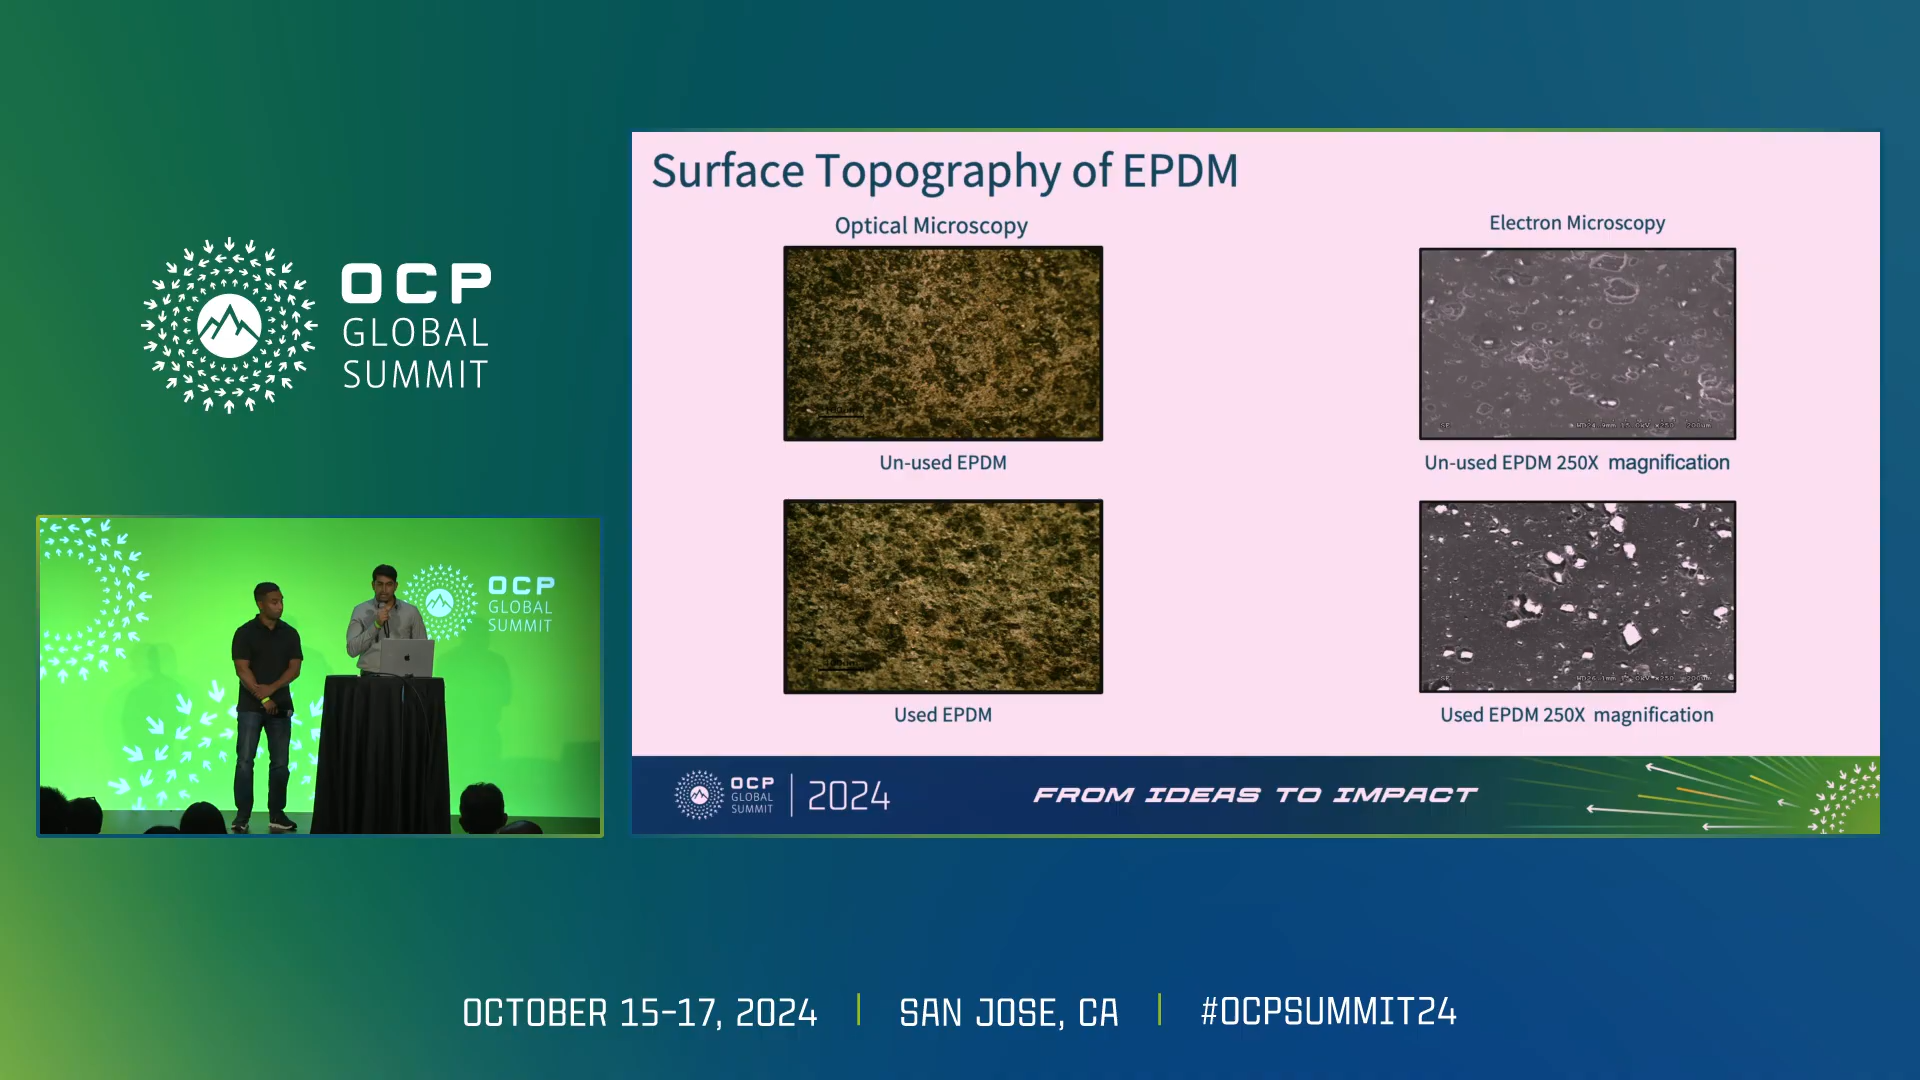 OCP
GLOBAL
SUMMIT
OCP
GLOBAL
SUMMIT
Surface Topography of EPDM
Optical Microscopy
Electron Microscopy
Un-used EPDM
Un-used EPDM 250X magnification
Used EPDM
Used EPDM 250X magnification
OCP
GLOBAL
SUMMIT
2024
FROM IDEAS TO IMPACT
OCTOBER 15-17, 2024
SAN JOSE, CA
#OCPSUMMIT24